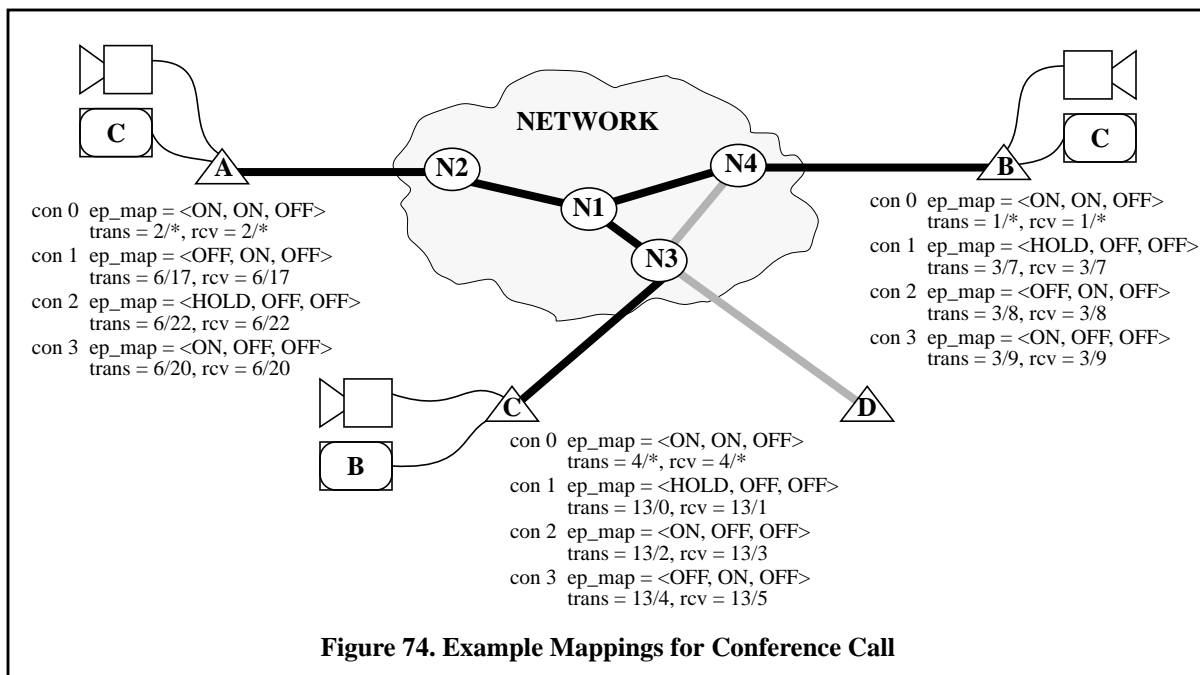 NETWORK
C
A
N2
N4
B
C
N1
N3
con 0 ep_map = <ON, ON, OFF>
trans = 2/*, rcv = 2/*
con 1 ep_map = <OFF, ON, OFF>
trans = 6/17, rcv = 6/17
con 2 ep_map = <HOLD, OFF, OFF>
trans = 6/22, rcv = 6/22
con 3 ep_map = <ON, OFF, OFF>
trans = 6/20, rcv = 6/20
con 0 ep_map = <ON, ON, OFF>
trans = 1/*, rcv = 1/*
con 1 ep_map = <HOLD, OFF, OFF>
trans = 3/7, rcv = 3/7
con 2 ep_map = <OFF, ON, OFF>
trans = 3/8, rcv = 3/8
con 3 ep_map = <ON, OFF, OFF>
trans = 3/9, rcv = 3/9
C
D
B
con 0 ep_map = <ON, ON, OFF>
trans = 4/*, rcv = 4/*
con 1 ep_map = <HOLD, OFF, OFF>
trans = 13/0, rcv = 13/1
con 2 ep_map = <ON, OFF, OFF>
trans = 13/2, rcv = 13/3
con 3 ep_map = <OFF, ON, OFF>
trans = 13/4, rcv = 13/5
Figure 74. Example Mappings for Conference Call